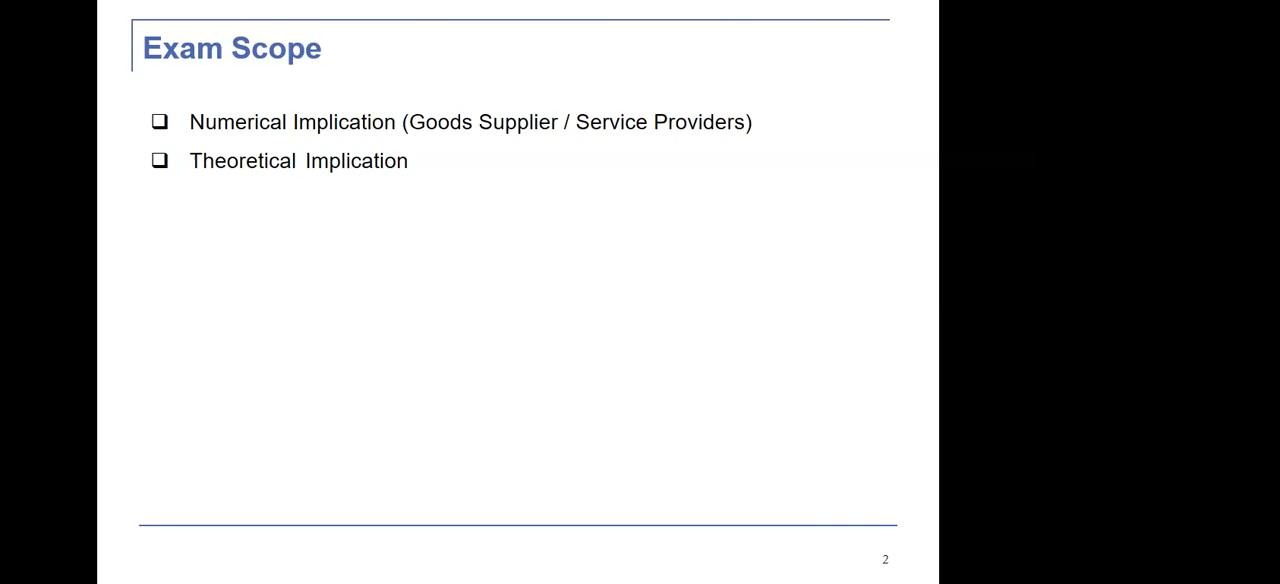 Exam Scope
❑ Numerical Implication (Goods Supplier / Service Providers)
❑ Theoretical Implication
2